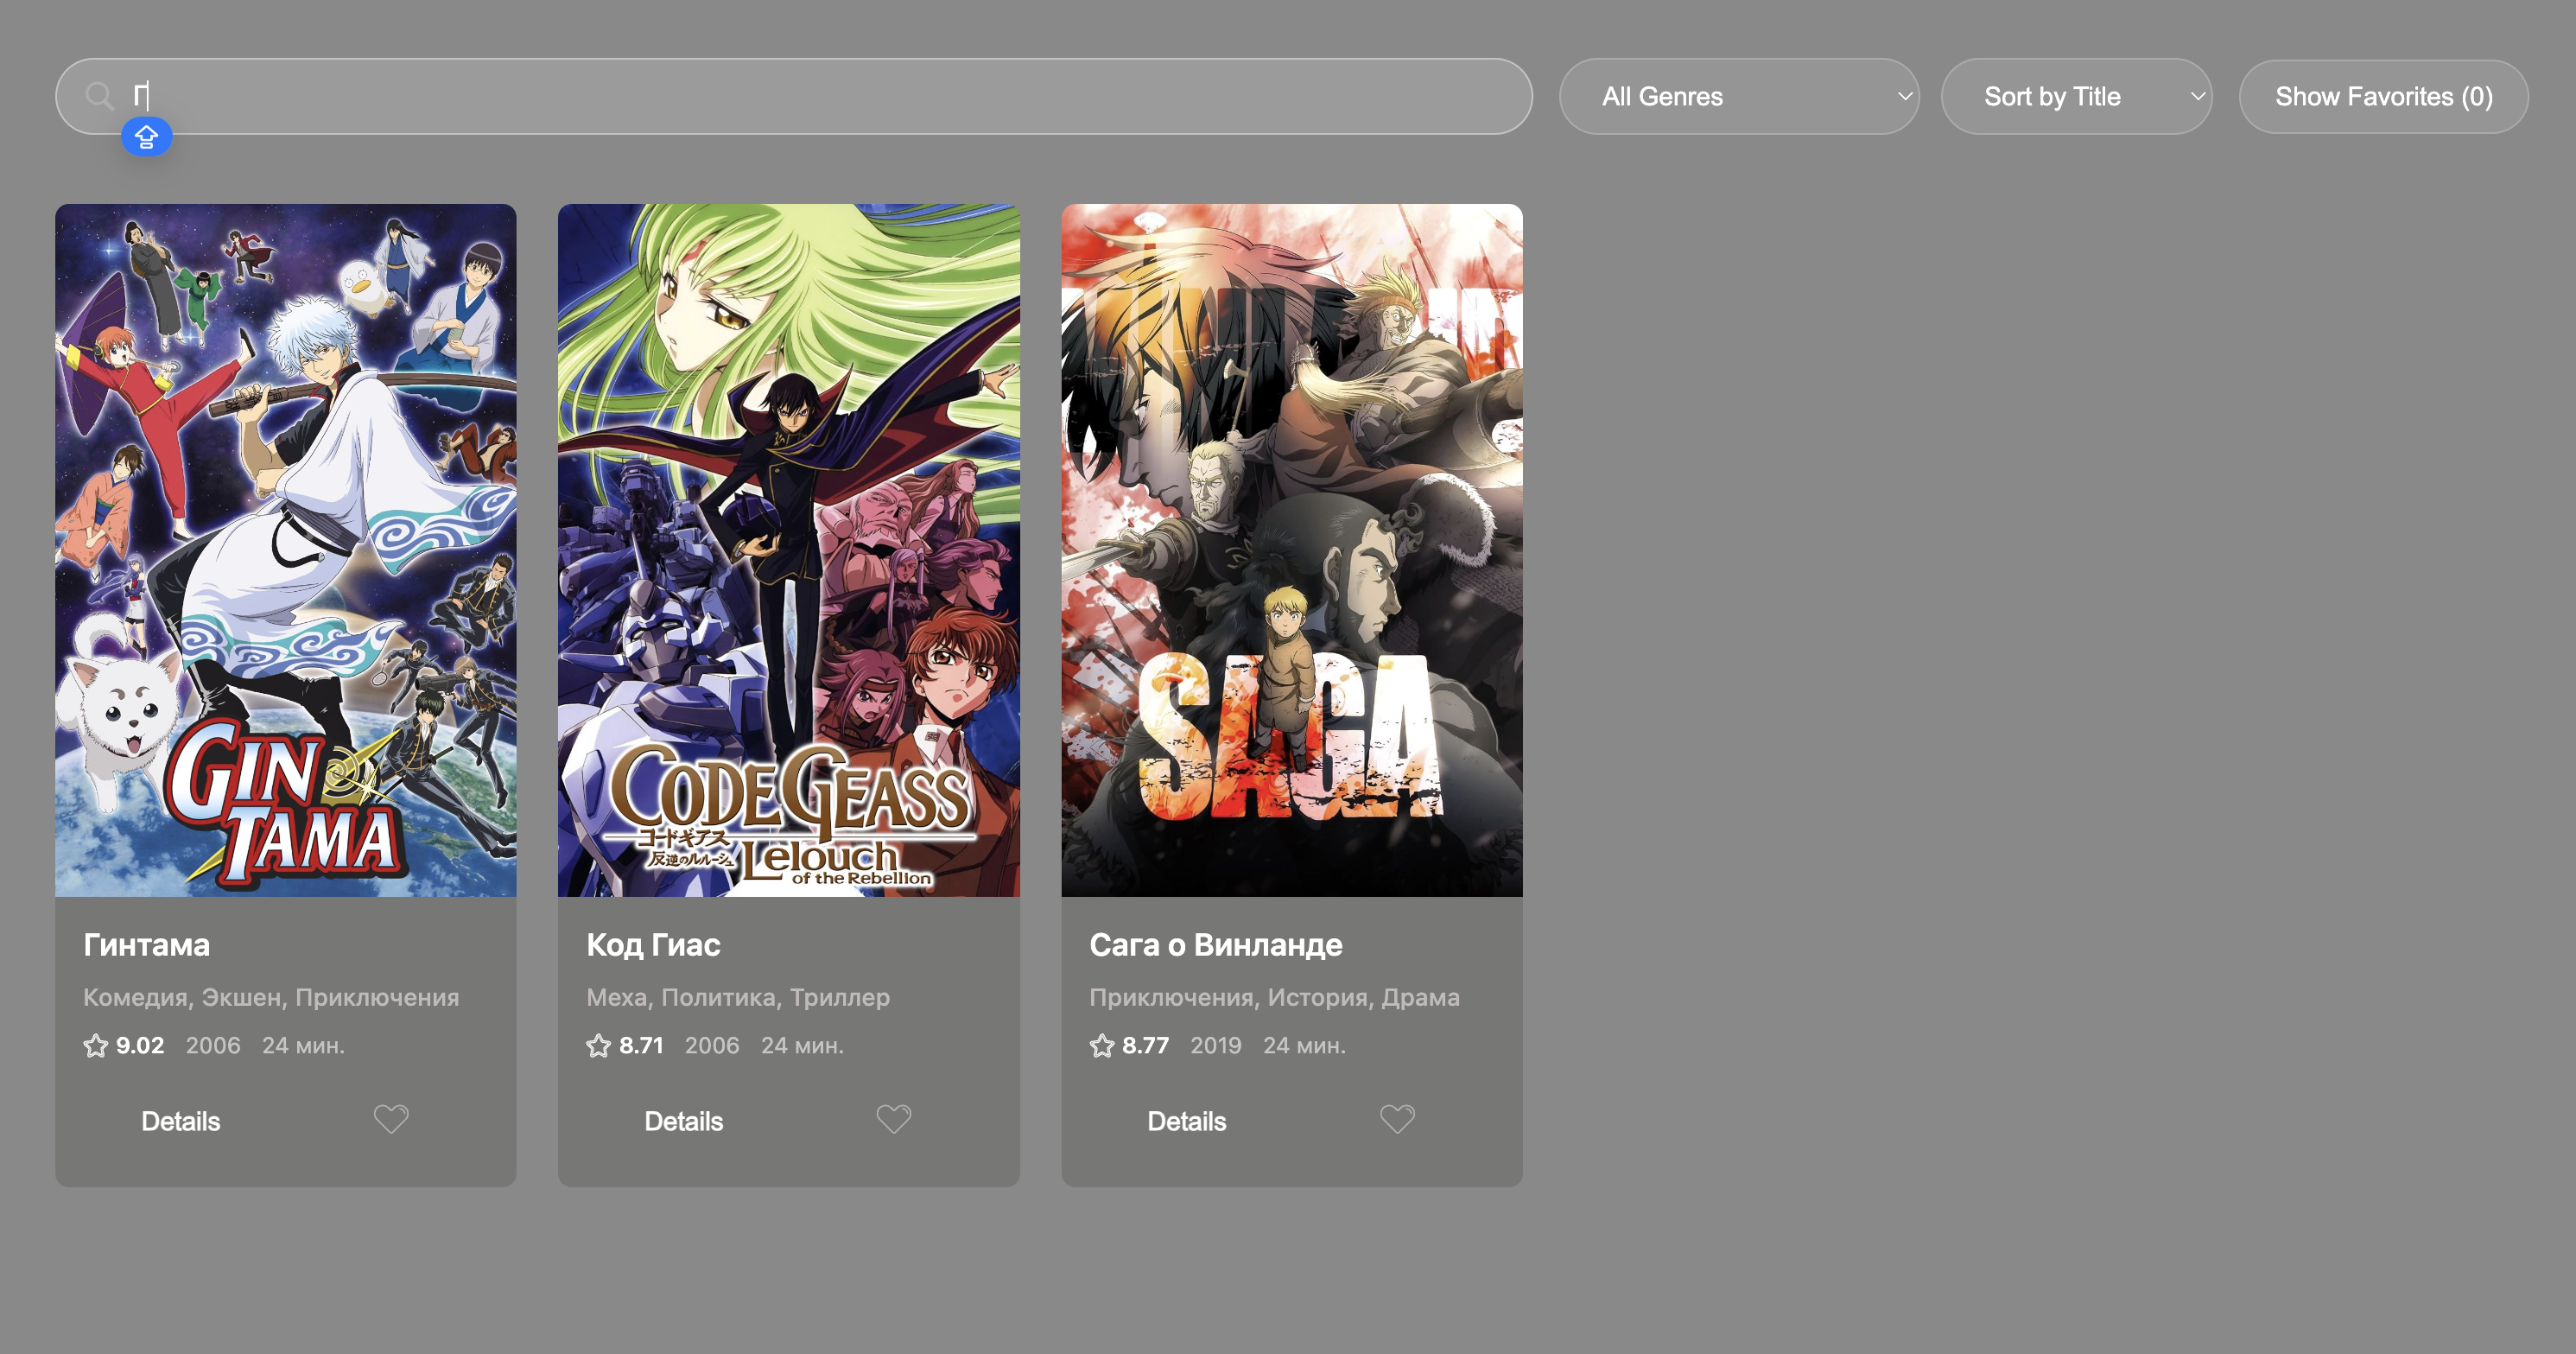 Г
All Genres
Sort by Title
Show Favorites (0)
GIN
TAMA
CODE GEASS
コードギアス
反逆のルルーシュ
Lelouch
of the Rebellion
SAGA
Гинтама
Комедия, Экшен, Приключения
9.02 2006 24 мин.
Details
Код Гиас
Меха, Политика, Триллер
8.71 2006 24 мин.
Details
Сага о Винланде
Приключения, История, Драма
8.77 2019 24 мин.
Details